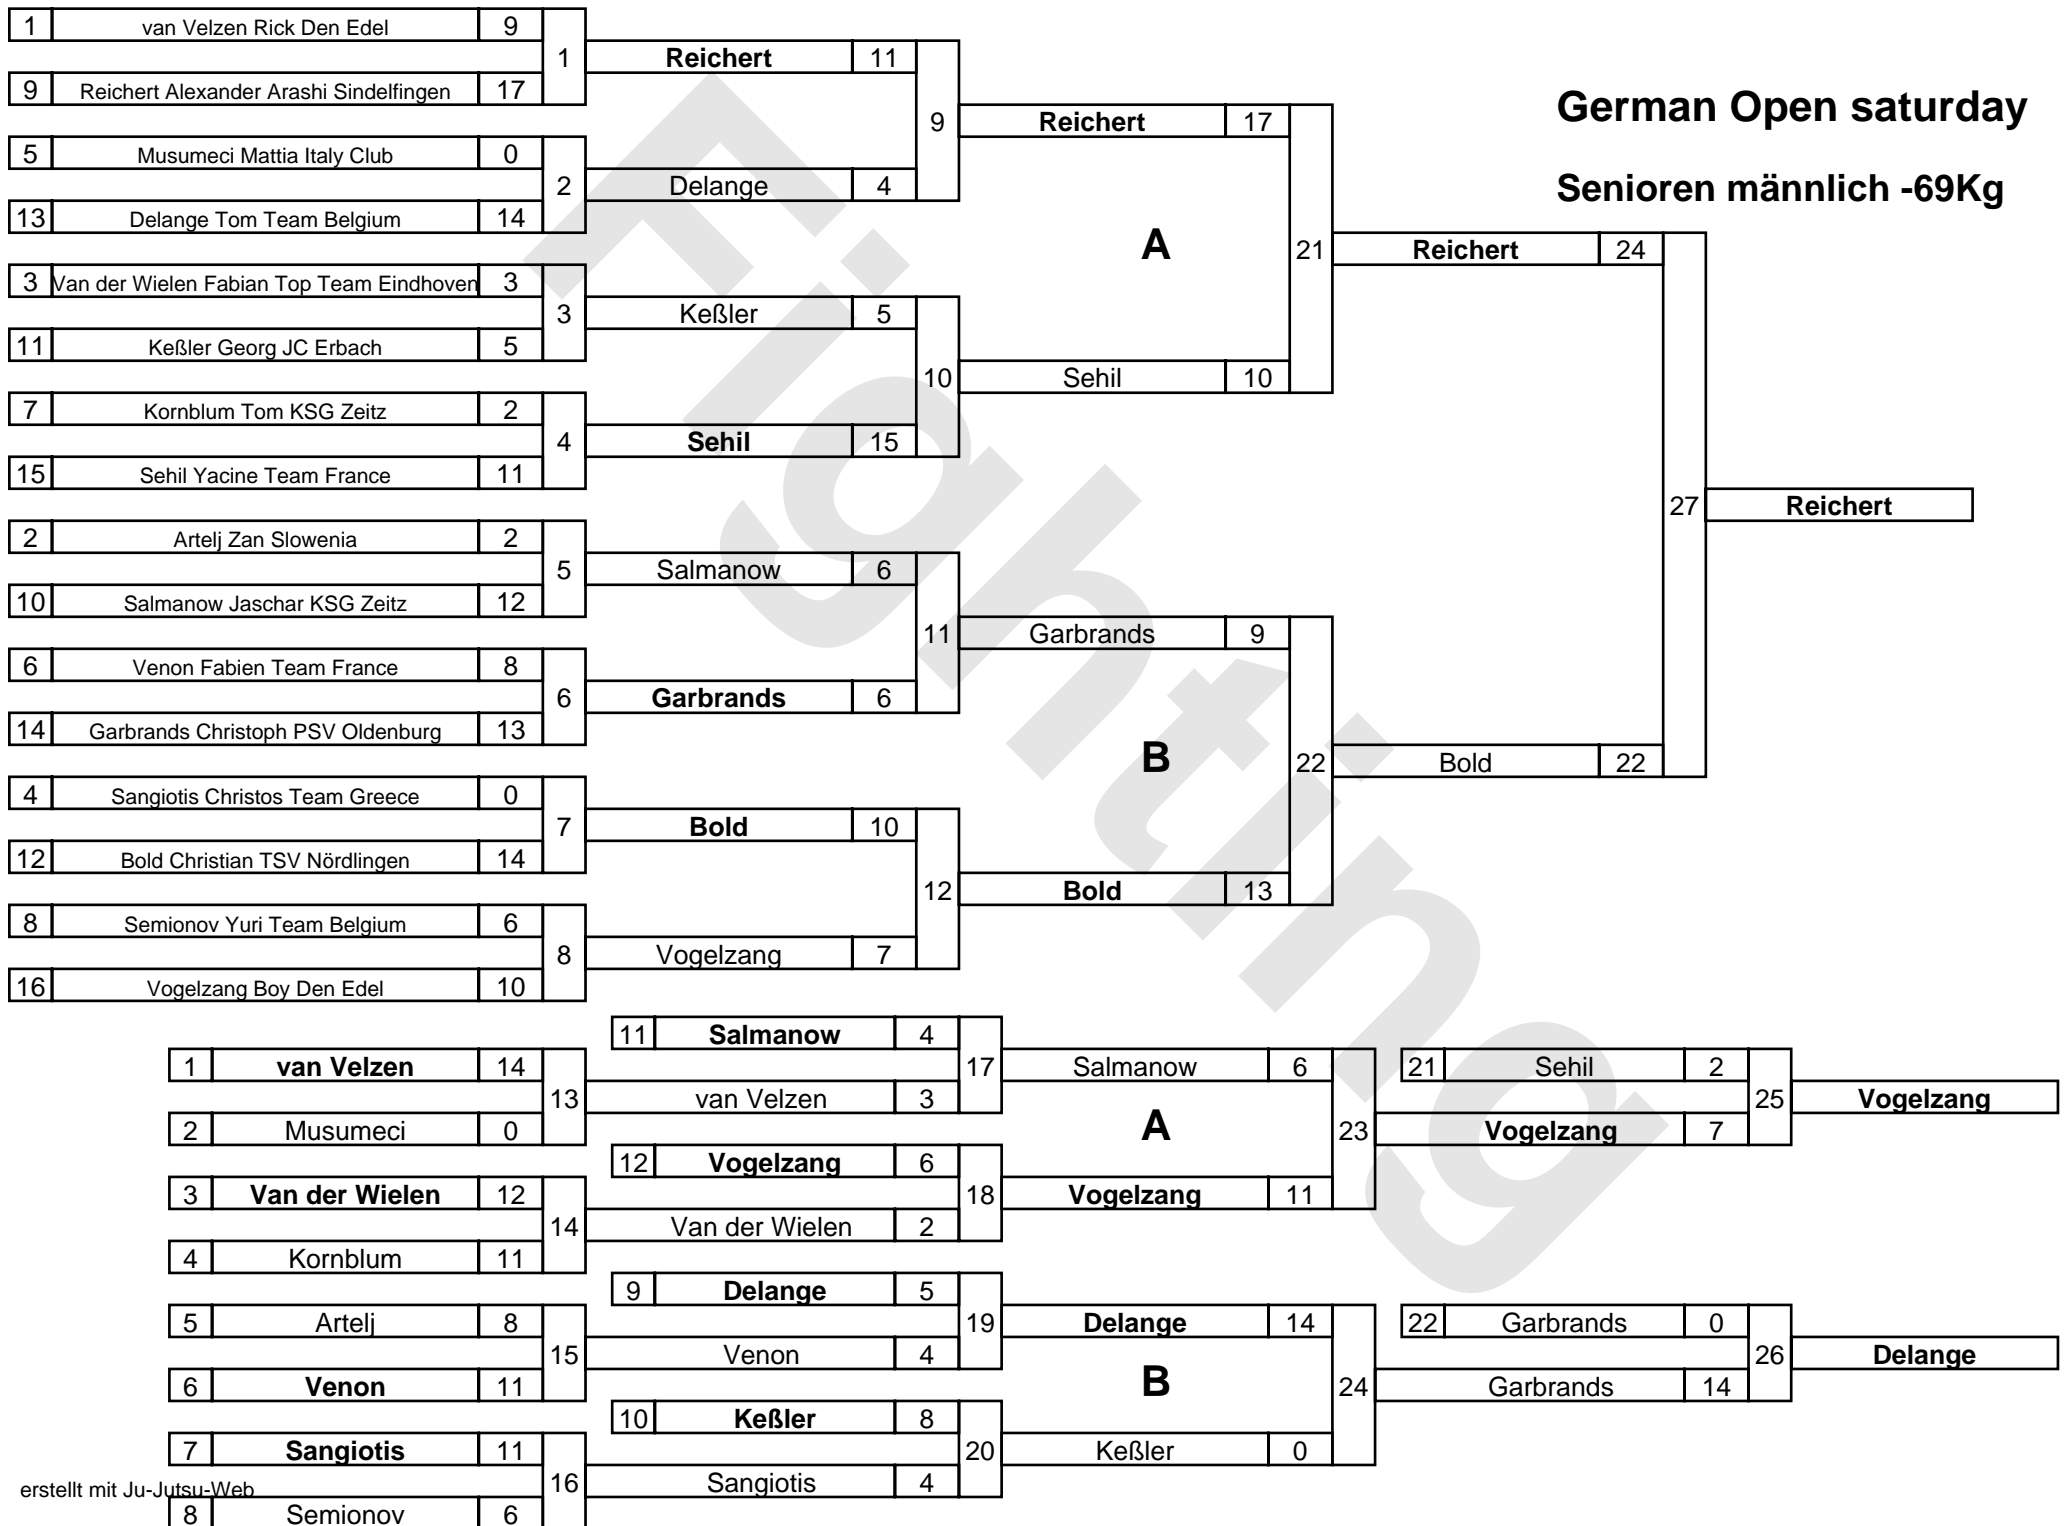 German Open saturday
Senioren männlich -69Kg
1 van Velzen Rick Den Edel 9
1
9 Reichert Alexander Arashi Sindelfingen 17
Reichert 11
9
5 Musumeci Mattia Italy Club 0
2
13 Delange Tom Team Belgium 14
Delange 4
Reichert 17
A
21
3 Van der Wielen Fabian Top Team Eindhoven 3
3
11 Keßler Georg JC Erbach 5
Keßler 5
10
7 Kornblum Tom KSG Zeitz 2
4
15 Sehil Yacine Team France 11
Sehil 15
Sehil 10
Reichert 24
27
Reichert
2 Artelj Zan Slowenia 2
5
10 Salmanow Jaschar KSG Zeitz 12
Salmanow 6
11
6 Venon Fabien Team France 8
6
14 Garbrands Christoph PSV Oldenburg 13
Garbrands 6
Garbrands 9
B
22
4 Sangiotis Christos Team Greece 0
7
12 Bold Christian TSV Nördlingen 14
Bold 10
12
8 Semionov Yuri Team Belgium 6
8
16 Vogelzang Boy Den Edel 10
Vogelzang 7
Bold 13
Bold 22
1 van Velzen 14
13
2 Musumeci 0
11 Salmanow 4
17
van Velzen 3
3 Van der Wielen 12
14
4 Kornblum 11
12 Vogelzang 6
18
Van der Wielen 2
Salmanow 6
A
23
Vogelzang 11
21 Sehil 2
25
Vogelzang 7
Vogelzang
5 Artelj 8
15
6 Venon 11
9 Delange 5
19
Venon 4
7 Sangiotis 11
16
8 Semionov 6
10 Keßler 8
20
Sangiotis 4
Delange 14
B
24
Keßler 0
22 Garbrands 0
26
Garbrands 14
Delange
erstellt mit Ju-Jutsu-Web
Fighting